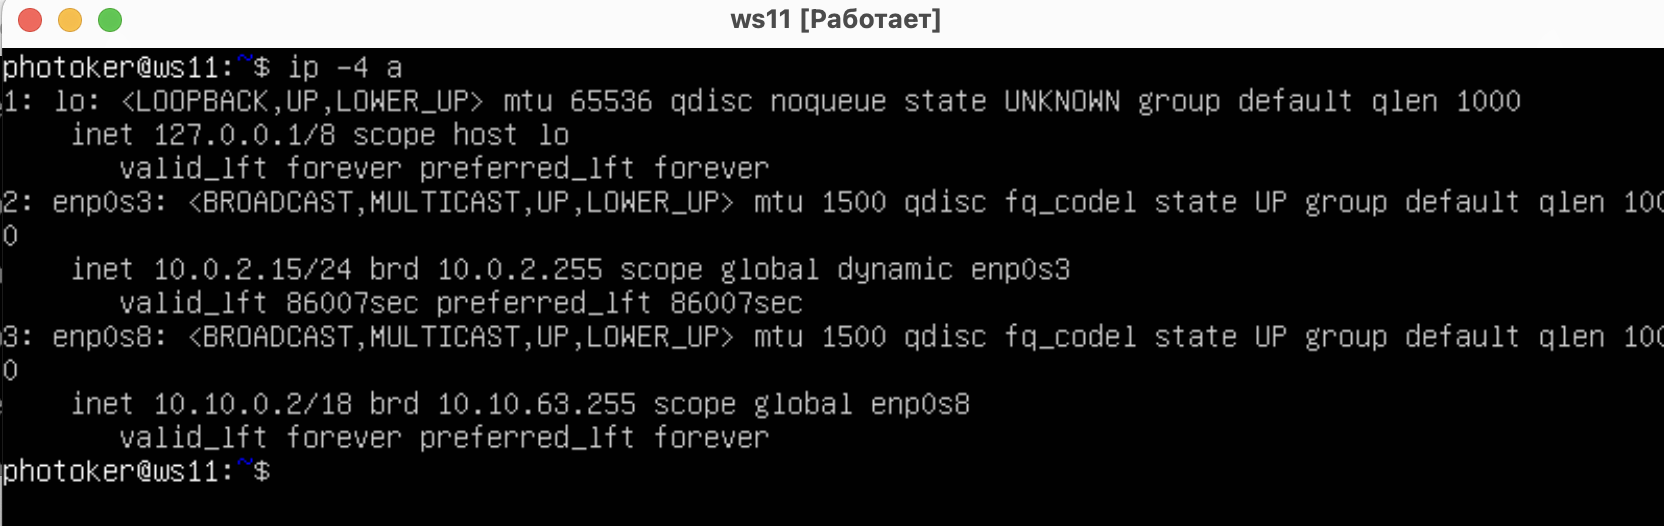 ws11 [Работает]
photoker@ws11:~$ ip -4 a
1: lo: <LOOPBACK,UP,LOWER_UP> mtu 65536 qdisc noqueue state UNKNOWN group default qlen 1000
inet 127.0.0.1/8 scope host lo
valid_lft forever preferred_lft forever
2: enp0s3: <BROADCAST,MULTICAST,UP,LOWER_UP> mtu 1500 qdisc fq_codel state UP group default qlen 100
0
inet 10.0.2.15/24 brd 10.0.2.255 scope global dynamic enp0s3
valid_lft 86007sec preferred_lft 86007sec
3: enp0s8: <BROADCAST,MULTICAST,UP,LOWER_UP> mtu 1500 qdisc fq_codel state UP group default qlen 100
0
inet 10.10.0.2/18 brd 10.10.63.255 scope global enp0s8
valid_lft forever preferred_lft forever
photoker@ws11:~$